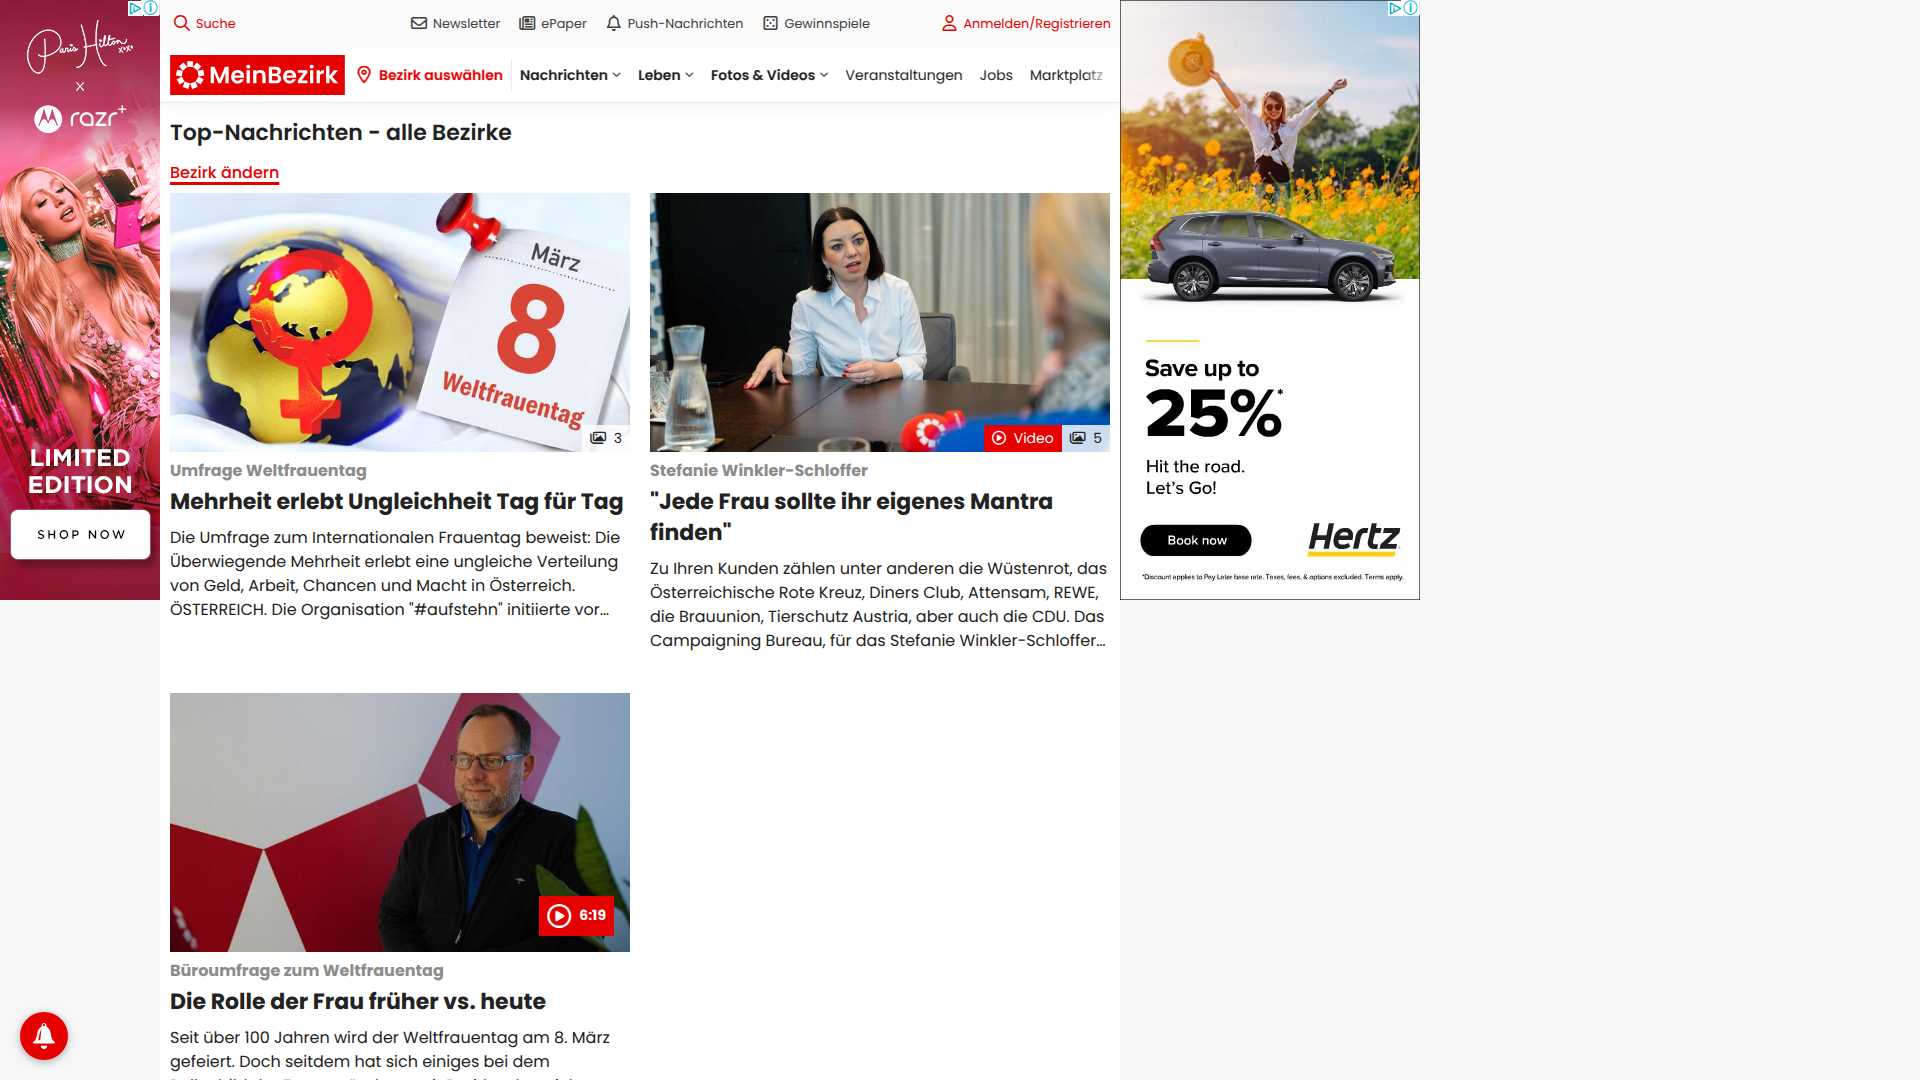 Paris Hilton
xoxo
x
razr+
LIMITED
EDITION
SHOP NOW
Suche
Newsletter
ePaper
Push-Nachrichten
Gewinnspiele
Anmelden/Registrieren
MeinBezirk
Bezirk auswählen
Nachrichten
Leben
Fotos & Videos
Veranstaltungen
Jobs
Marktplatz
Top-Nachrichten - alle Bezirke
Bezirk ändern
März
8
Weltfrauentag
3
Umfrage Weltfrauentag
Mehrheit erlebt Ungleichheit Tag für Tag
Die Umfrage zum Internationalen Frauentag beweist: Die
Überwiegende Mehrheit erlebt eine ungleiche Verteilung
von Geld, Arbeit, Chancen und Macht in Österreich.
ÖSTERREICH. Die Organisation "#aufstehn" initiierte vor...
Video
5
Stefanie Winkler-Schloffer
"Jede Frau sollte ihr eigenes Mantra
finden"
Zu Ihren Kunden zählen unter anderen die Wüstenrot, das
Österreichische Rote Kreuz, Diners Club, Attensam, REWE,
die Brauunion, Tierschutz Austria, aber auch die CDU. Das
Campaigning Bureau, für das Stefanie Winkler-Schloffer...
6:19
Büroumfrage zum Weltfrauentag
Die Rolle der Frau früher vs. heute
Seit über 100 Jahren wird der Weltfrauentag am 8. März
gefeiert. Doch seitdem hat sich einiges bei dem
Save up to
25%*
Hit the road.
Let's Go!
Book now
Hertz
*Discount applies to Pay Later base rate. Taxes, fees, & options excluded. Terms apply.